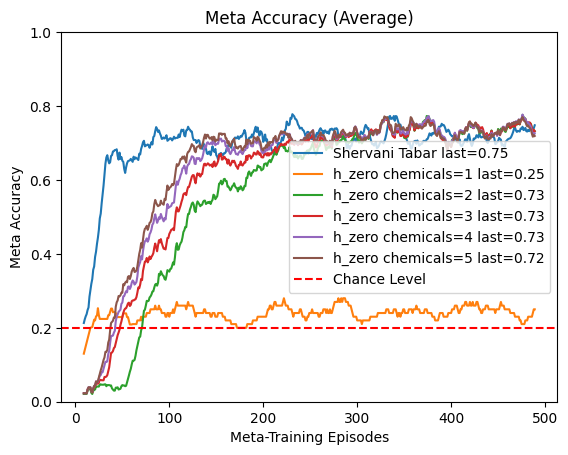 Meta Accuracy (Average)
Meta Accuracy
1.0
0.8
0.6
0.4
0.2
0.0
Shervani Tabar last=0.75
h_zero chemicals=1 last=0.25
h_zero chemicals=2 last=0.73
h_zero chemicals=3 last=0.73
h_zero chemicals=4 last=0.73
h_zero chemicals=5 last=0.72
Chance Level
0 100 200 300 400 500
Meta-Training Episodes